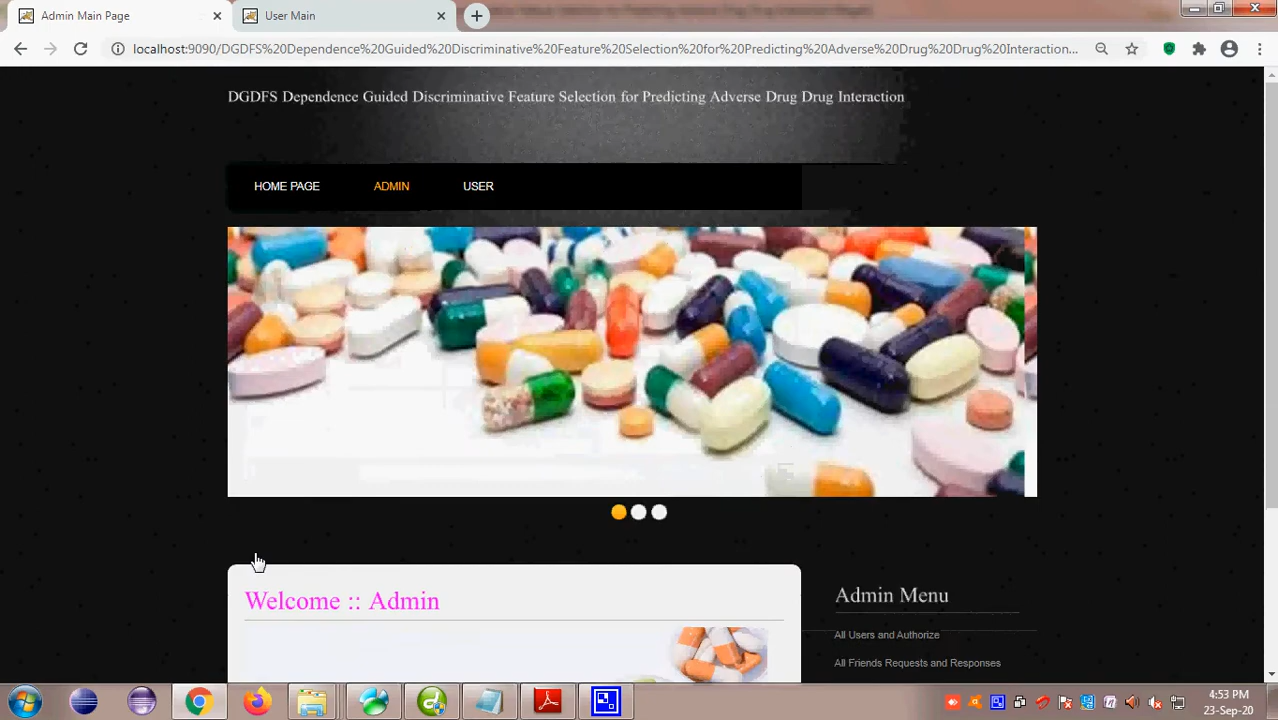 Admin Main Page
User Main
localhost:9090/DGDFS%20Dependence%20Guided%20Discriminative%20Feature%20Selection%20for%20Predicting%20Adverse%20Drug%20Drug%20Interaction...
DGDFS Dependence Guided Discriminative Feature Selection for Predicting Adverse Drug Drug Interaction
HOME PAGE
ADMIN
USER
Welcome :: Admin
Admin Menu
All Users and Authorize
All Friends Requests and Responses
4:53 PM
23-Sep-20